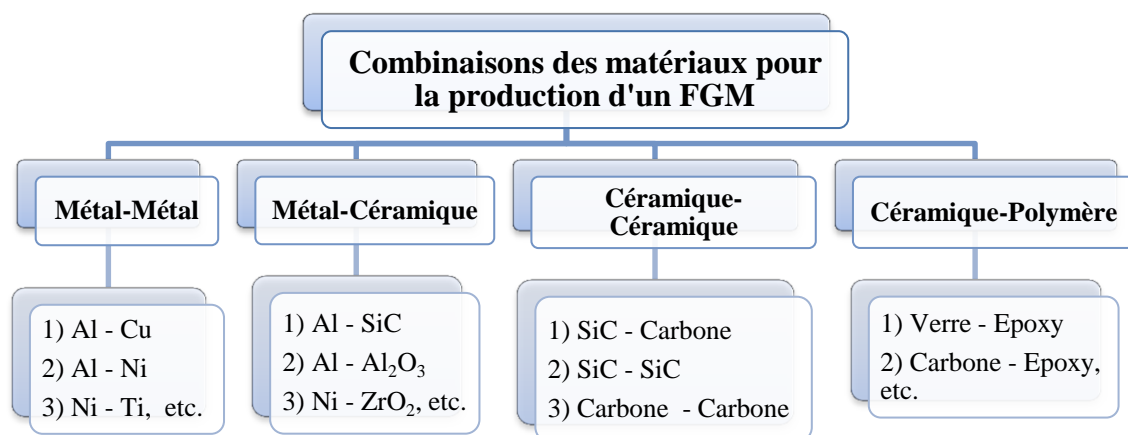 Combinaisons des matériaux pour
la production d'un FGM
Métal-Métal
Métal-Céramique
Céramique-
Céramique
Céramique-Polymère
1) Al - Cu
2) Al - Ni
3) Ni - Ti, etc.
1) Al - SiC
2) Al - Al₂O₃
3) Ni - ZrO₂, etc.
1) SiC - Carbone
2) SiC - SiC
3) Carbone - Carbone
1) Verre - Epoxy
2) Carbone - Epoxy,
etc.